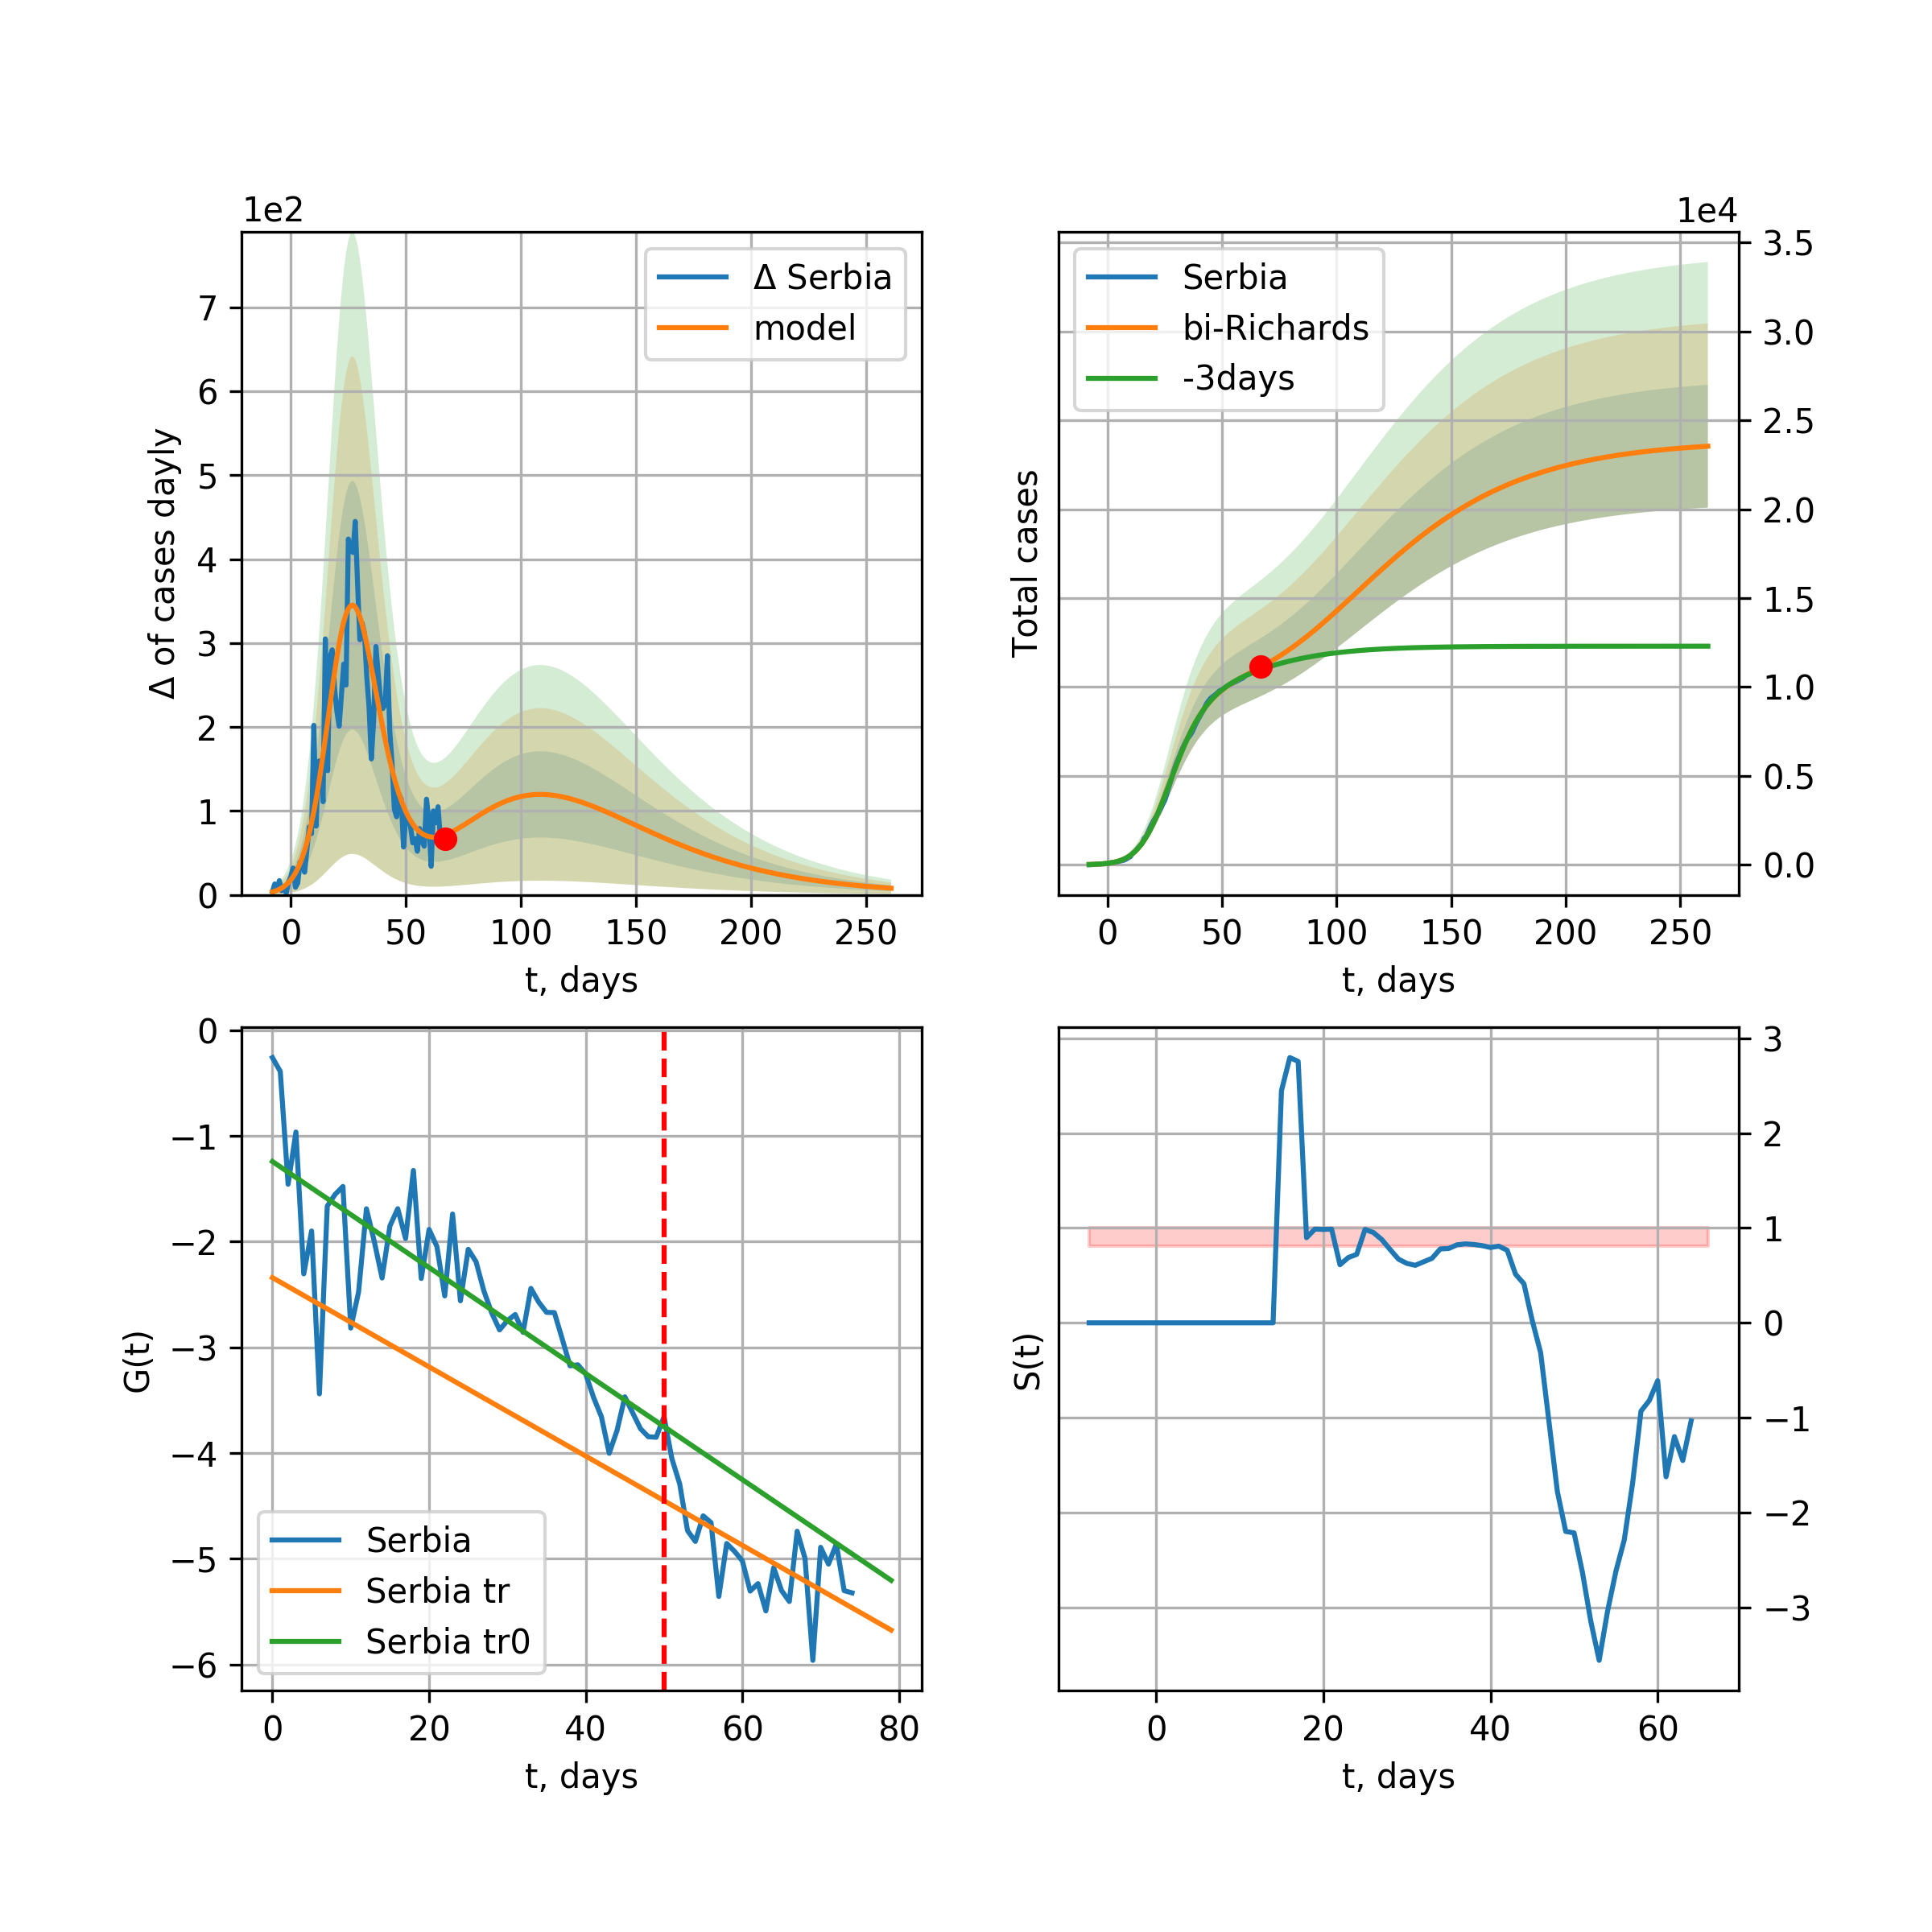 1e2
Δ of cases dayly
7
6
5
4
3
2
1
0
Δ Serbia
model
0 50 100 150 200 250
t, days
1e4
Total cases
Serbia
bi-Richards
-3days
3.5
3.0
2.5
2.0
1.5
1.0
0.5
0.0
0 50 100 150 200 250
t, days
G(t)
0
−1
−2
−3
−4
−5
−6
Serbia
Serbia tr
Serbia tr0
0 20 40 60 80
t, days
S(t)
3
2
1
0
−1
−2
−3
0 20 40 60
t, days